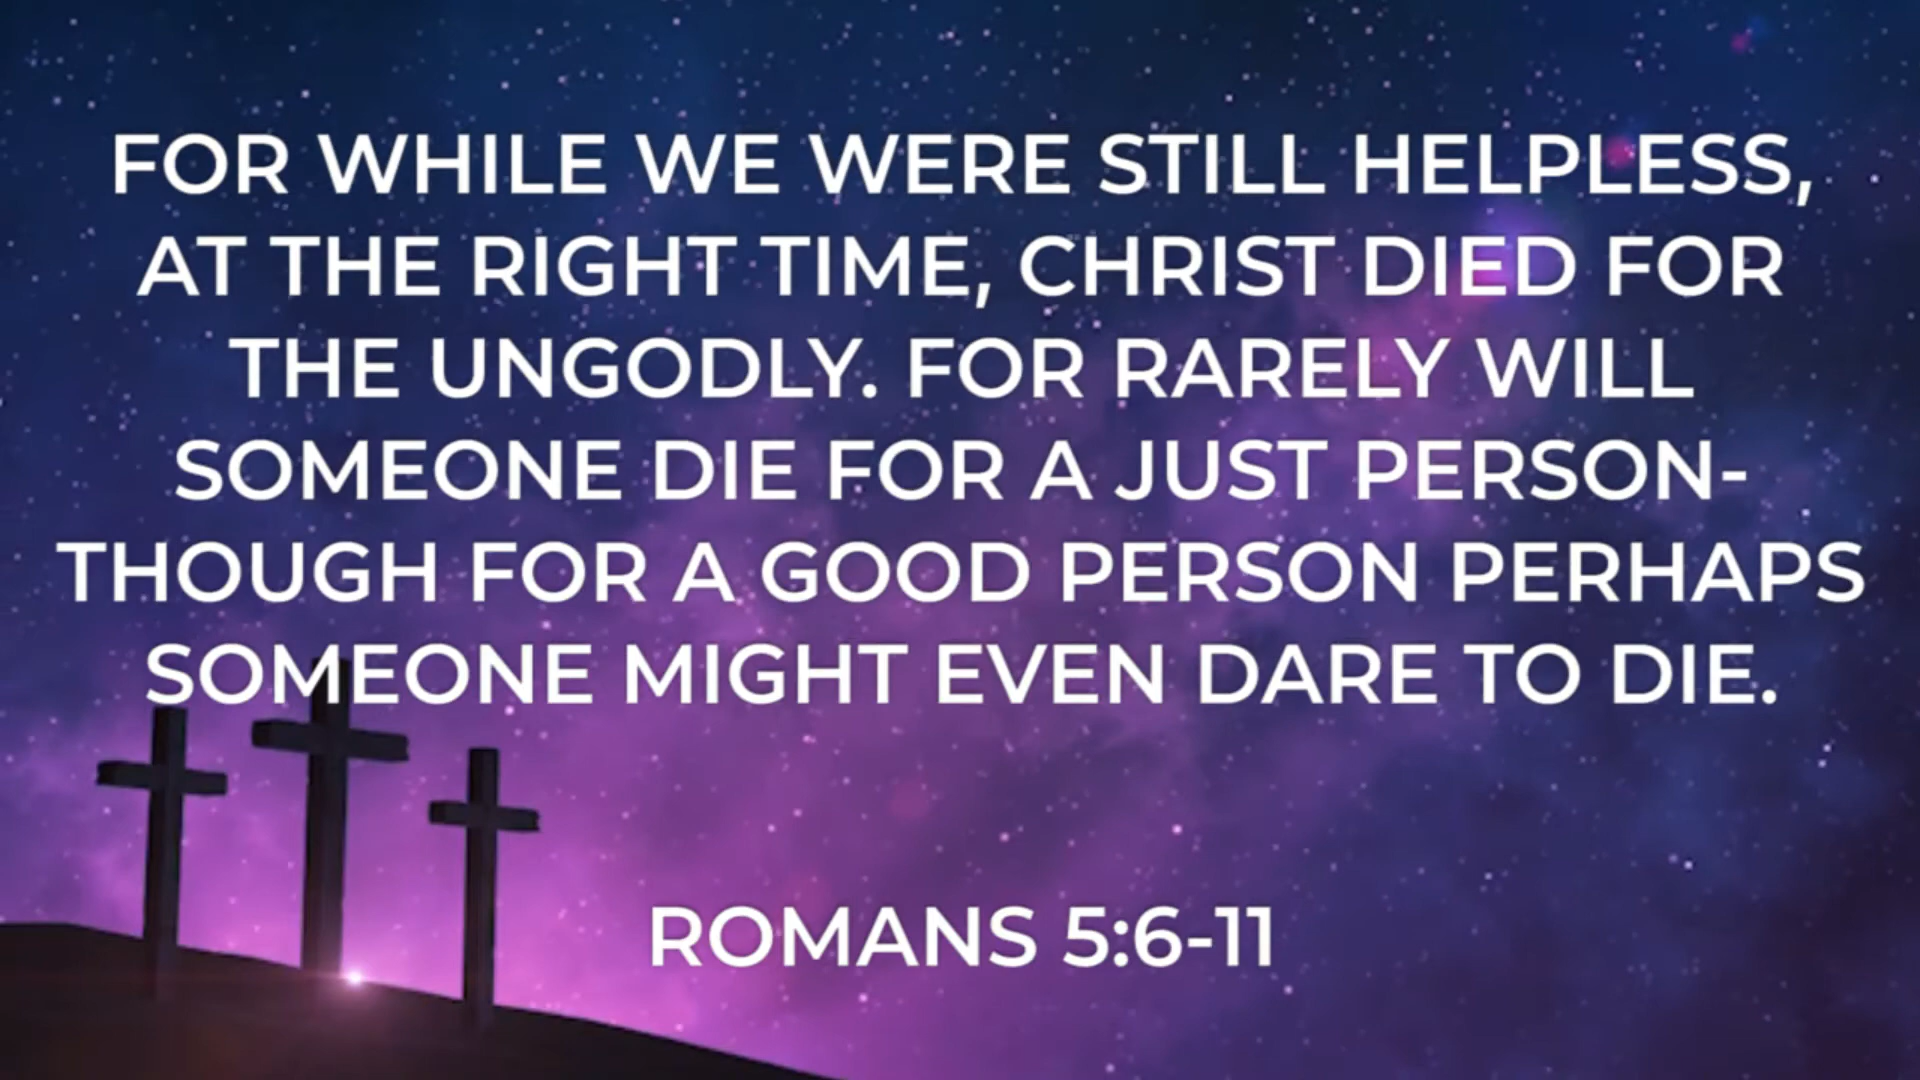 FOR WHILE WE WERE STILL HELPLESS,
AT THE RIGHT TIME, CHRIST DIED FOR
THE UNGODLY. FOR RARELY WILL
SOMEONE DIE FOR A JUST PERSON-
THOUGH FOR A GOOD PERSON PERHAPS
SOMEONE MIGHT EVEN DARE TO DIE.
ROMANS 5:6-11